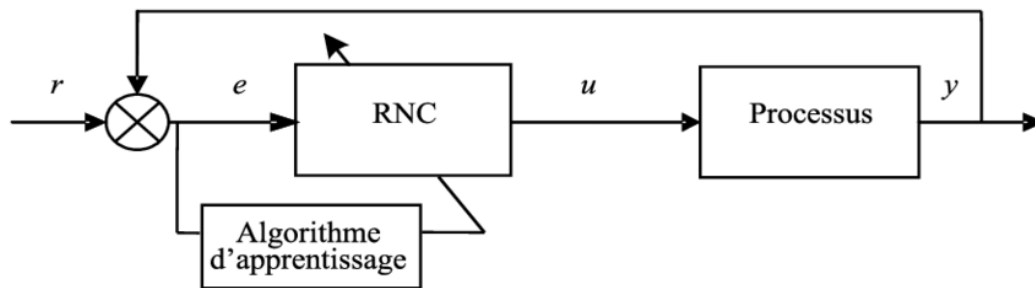 r
e
RNC
u
Processus
y
Algorithme
d’apprentissage